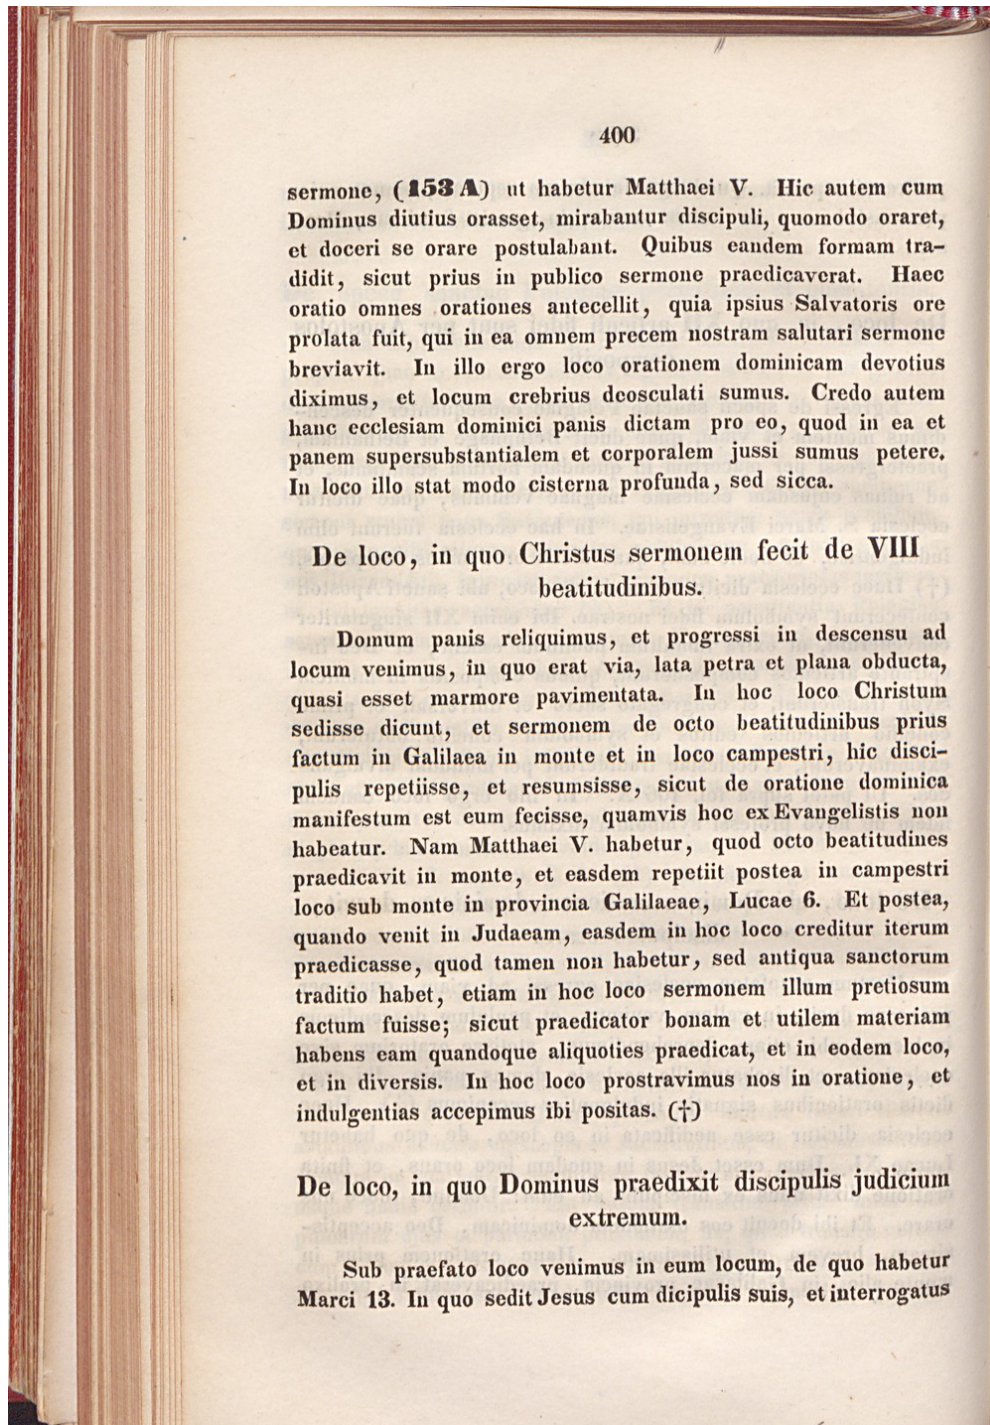 400
sermone, (153 A) ut habetur Matthaei V. Hic autem cum
Dominus diutius orasset, mirabantur discipuli, quomodo oraret,
et doceri se orare postulabant. Quibus eandem formam tra-
didit, sicut prius in publico sermone praedicaverat. Haec
oratio omnes orationes antecellit, quia ipsius Salvatoris ore
prolata fuit, qui in ea omnem precem nostram salutari sermone
breviavit. In illo ergo loco orationem dominicam devotius
diximus, et locum crebrius deosculati sumus. Credo autem
hanc ecclesiam dominici panis dictam pro eo, quod in ea et
panem supersubstantialem et corporalem jussi sumus petere.
In loco illo stat modo cisterna profunda, sed sicca.
De loco, in quo Christus sermonem fecit de VIII
beatitudinibus.
Domum panis reliquimus, et progressi in descensu ad
locum venimus, in quo erat via, lata petra et plana obducta,
quasi esset marmore pavimentata. In hoc loco Christum
sedisse dicunt, et sermonem de octo beatitudinibus prius
factum in Galilaea in monte et in loco campestri, hic disci-
pulis repetiisse, et resumsisse, sicut de oratione dominica
manifestum est eum fecisse, quamvis hoc ex Evangelistis non
habeatur. Nam Matthaei V. habetur, quod octo beatitudines
praedicavit in monte, et easdem repetiit postea in campestri
loco sub monte in provincia Galilaeae, Lucae 6. Et postea,
quando venit in Judaeam, easdem in hoc loco creditur iterum
praedicasse, quod tamen non habetur, sed antiqua sanctorum
traditio habet, etiam in hoc loco sermonem illum pretiosum
factum fuisse; sicut praedicator bonam et utilem materiam
habens eam quandoque aliquoties praedicat, et in eodem loco,
et in diversis. In hoc loco prostravimus nos in oratione, et
indulgentias accepimus ibi positas. (†)
De loco, in quo Dominus praedixit discipulis judicium
extremum.
Sub praefato loco venimus in eum locum, de quo habetur
Marci 13. In quo sedit Jesus cum dicipulis suis, et interrogatus